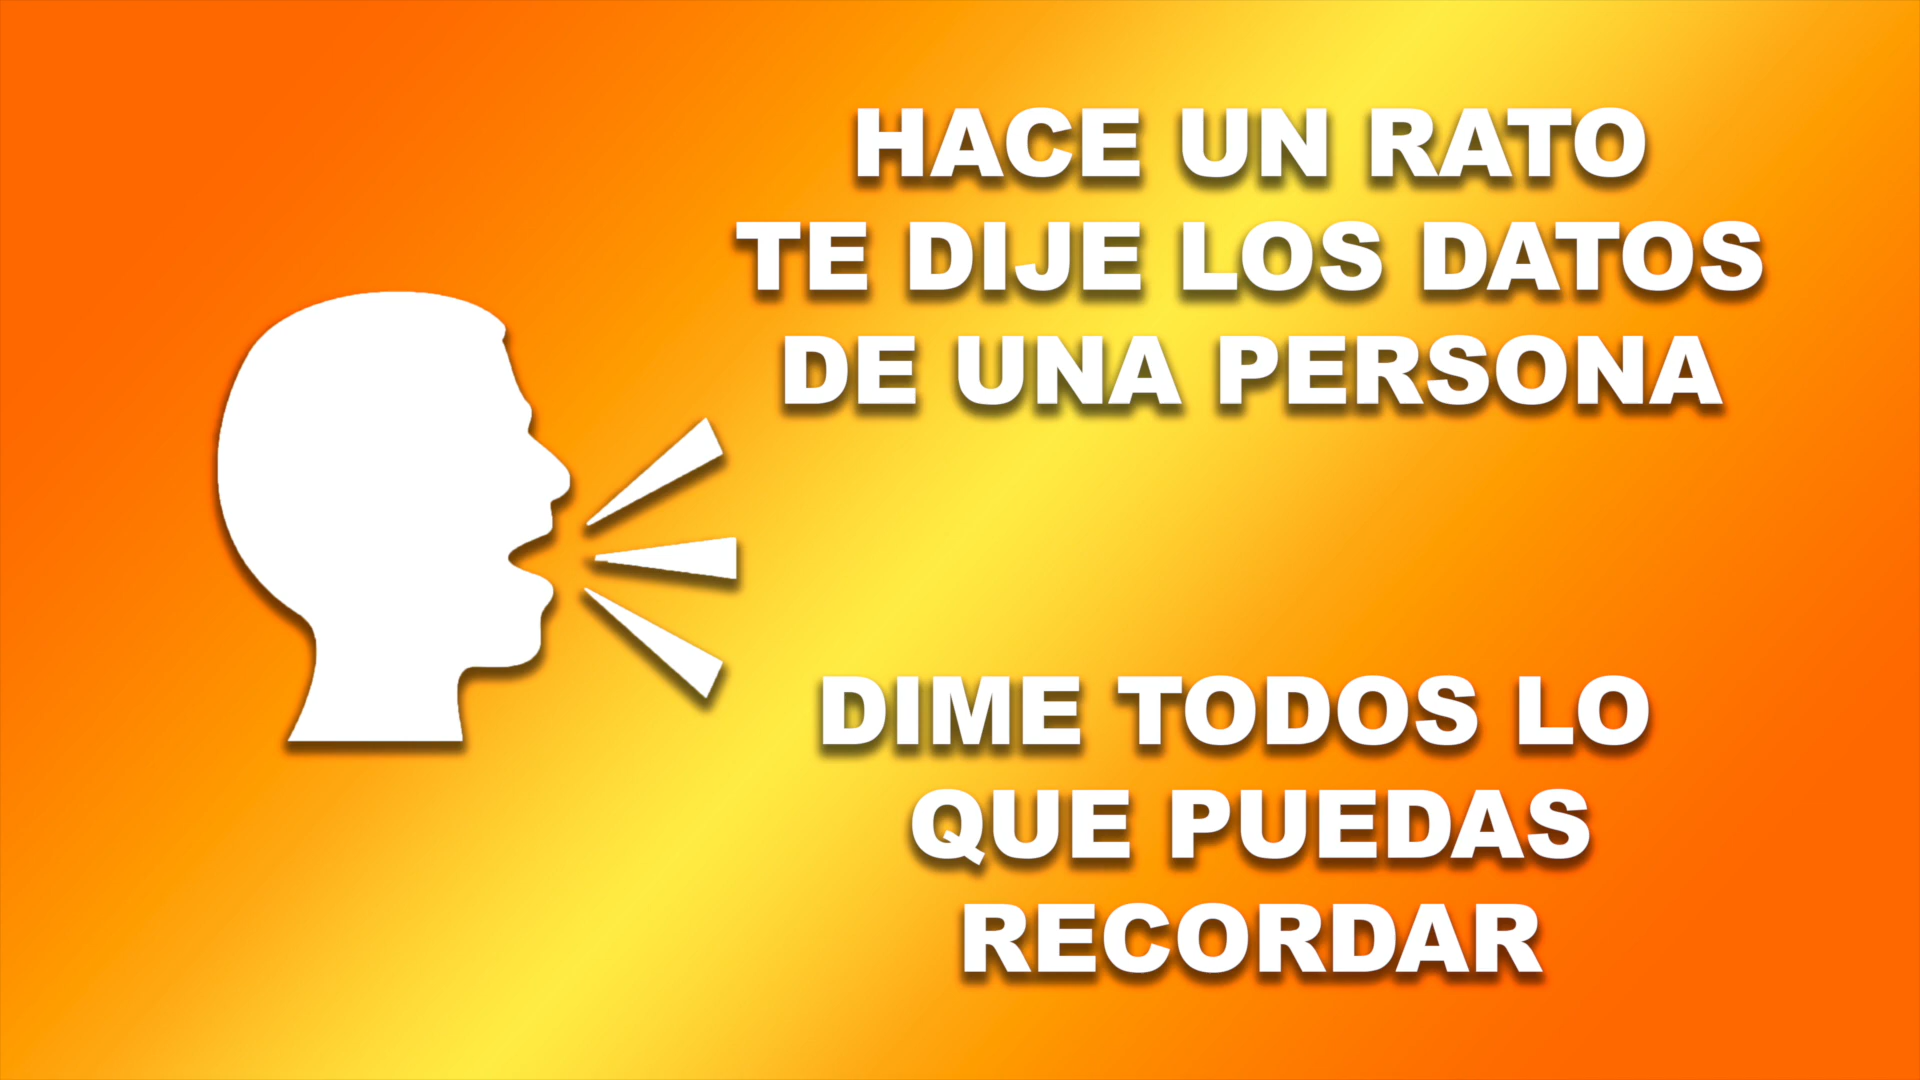 HACE UN RATO
TE DIJE LOS DATOS
DE UNA PERSONA
DIME TODOS LO
QUE PUEDAS
RECORDAR